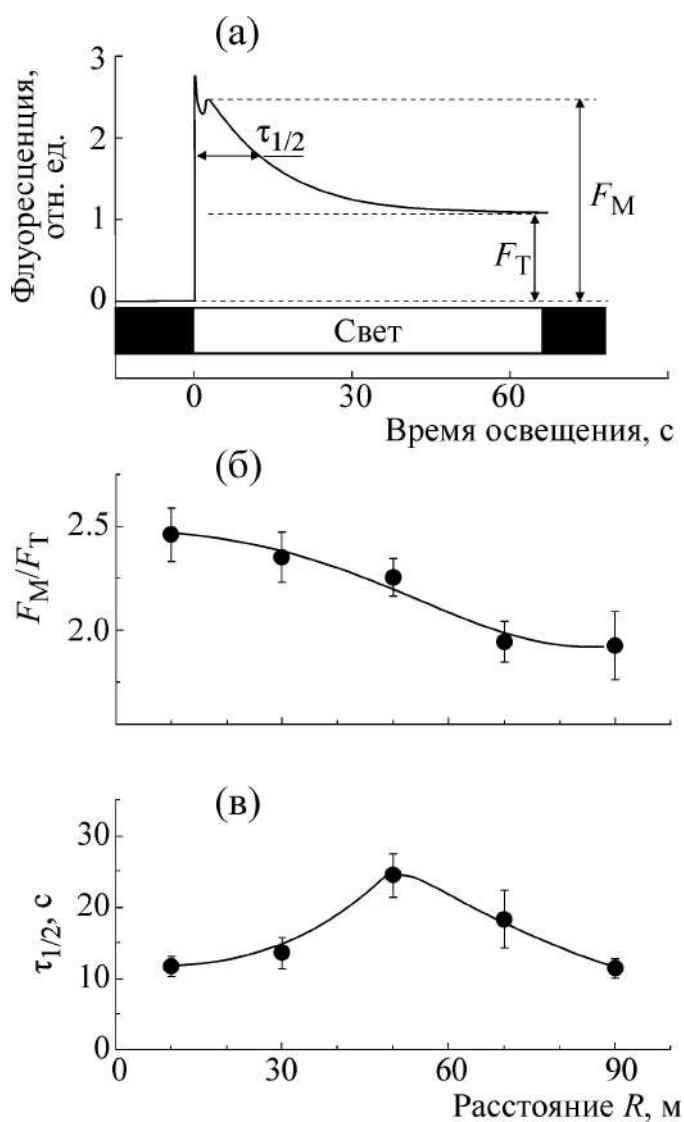 (а)
Флуоресценция,
отн. ед.
3
2
1
0
τ1/2
FM
FT
Свет
0 30 60
Время освещения, с
(б)
FM/FT
2.5
2.0
(в)
τ1/2, с
30
20
10
0
0 30 60 90
Расстояние R, м